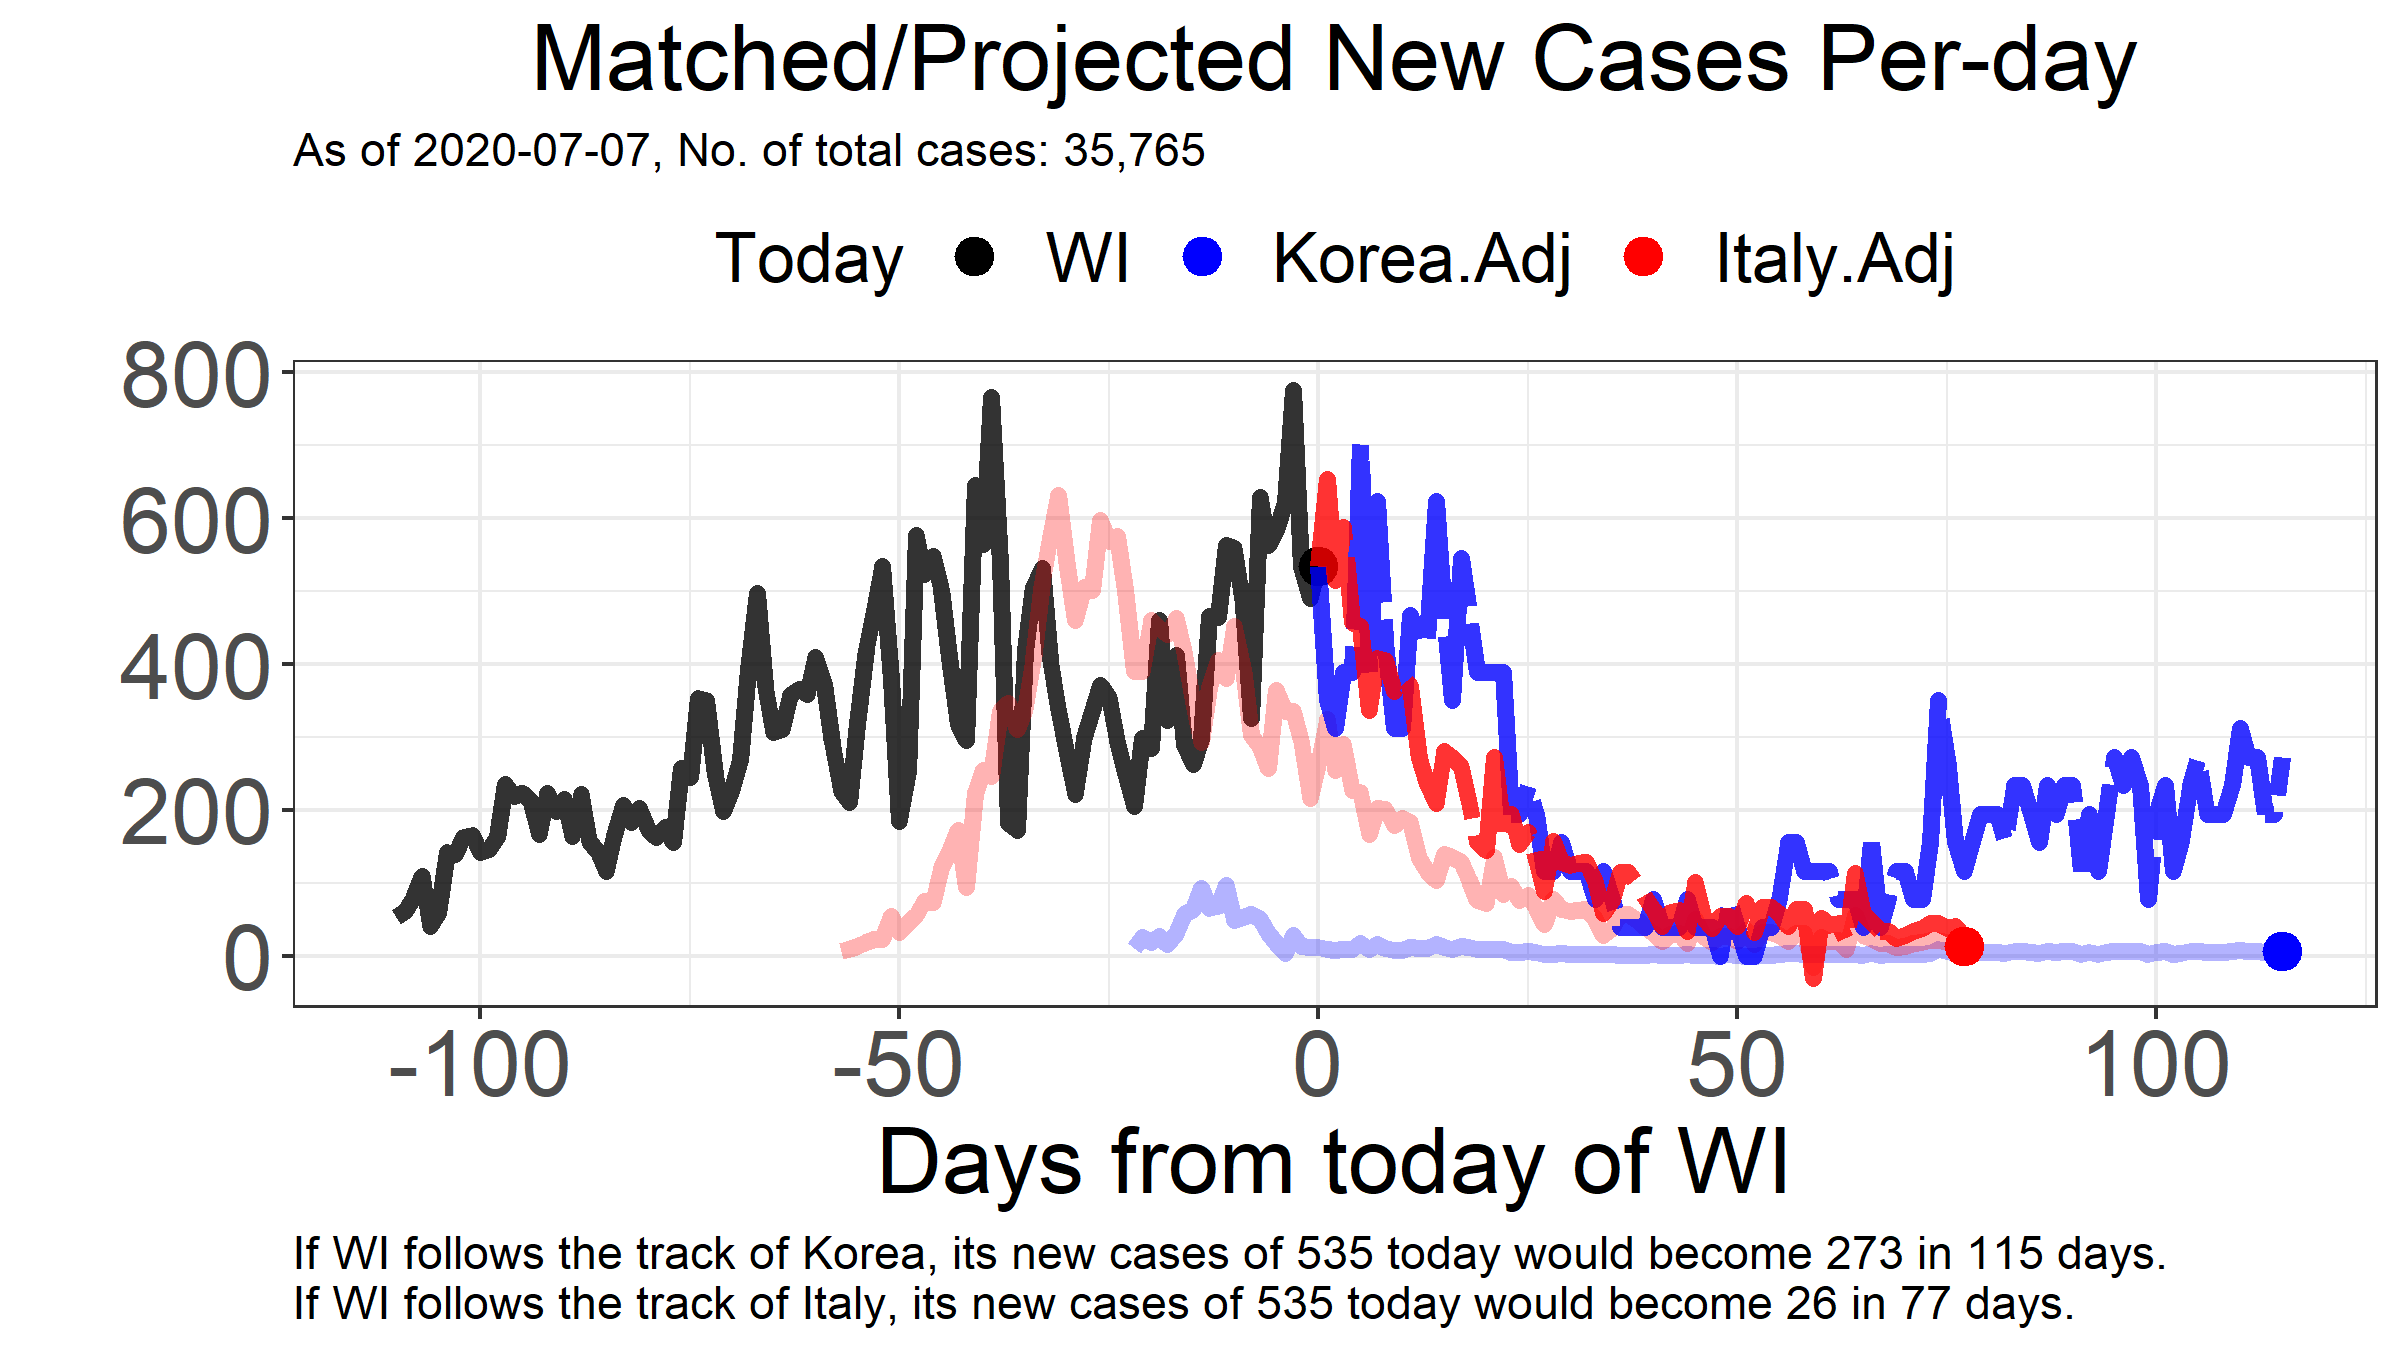 Matched/Projected New Cases Per-day
As of 2020-07-07, No. of total cases: 35,765
Today WI Korea.Adj Italy.Adj
800
600
400
200
0
-100 -50 0 50 100
Days from today of WI
If WI follows the track of Korea, its new cases of 535 today would become 273 in 115 days.
If WI follows the track of Italy, its new cases of 535 today would become 26 in 77 days.